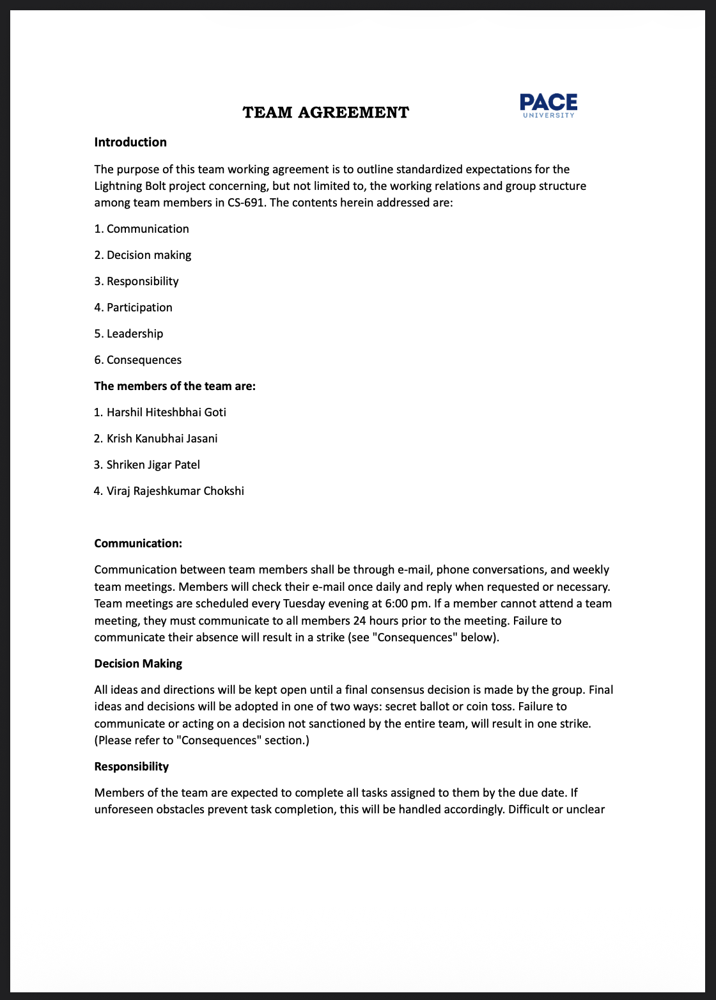 TEAM AGREEMENT
PACE
UNIVERSITY
Introduction
The purpose of this team working agreement is to outline standardized expectations for the
Lightning Bolt project concerning, but not limited to, the working relations and group structure
among team members in CS-691. The contents herein addressed are:
1. Communication
2. Decision making
3. Responsibility
4. Participation
5. Leadership
6. Consequences
The members of the team are:
1. Harshil Hiteshbhai Goti
2. Krish Kanubhai Jasani
3. Shriken Jigar Patel
4. Viraj Rajeshkumar Chokshi
Communication:
Communication between team members shall be through e-mail, phone conversations, and weekly
team meetings. Members will check their e-mail once daily and reply when requested or necessary.
Team meetings are scheduled every Tuesday evening at 6:00 pm. If a member cannot attend a team
meeting, they must communicate to all members 24 hours prior to the meeting. Failure to
communicate their absence will result in a strike (see "Consequences" below).
Decision Making
All ideas and directions will be kept open until a final consensus decision is made by the group. Final
ideas and decisions will be adopted in one of two ways: secret ballot or coin toss. Failure to
communicate or acting on a decision not sanctioned by the entire team, will result in one strike.
(Please refer to "Consequences" section.)
Responsibility
Members of the team are expected to complete all tasks assigned to them by the due date. If
unforeseen obstacles prevent task completion, this will be handled accordingly. Difficult or unclear